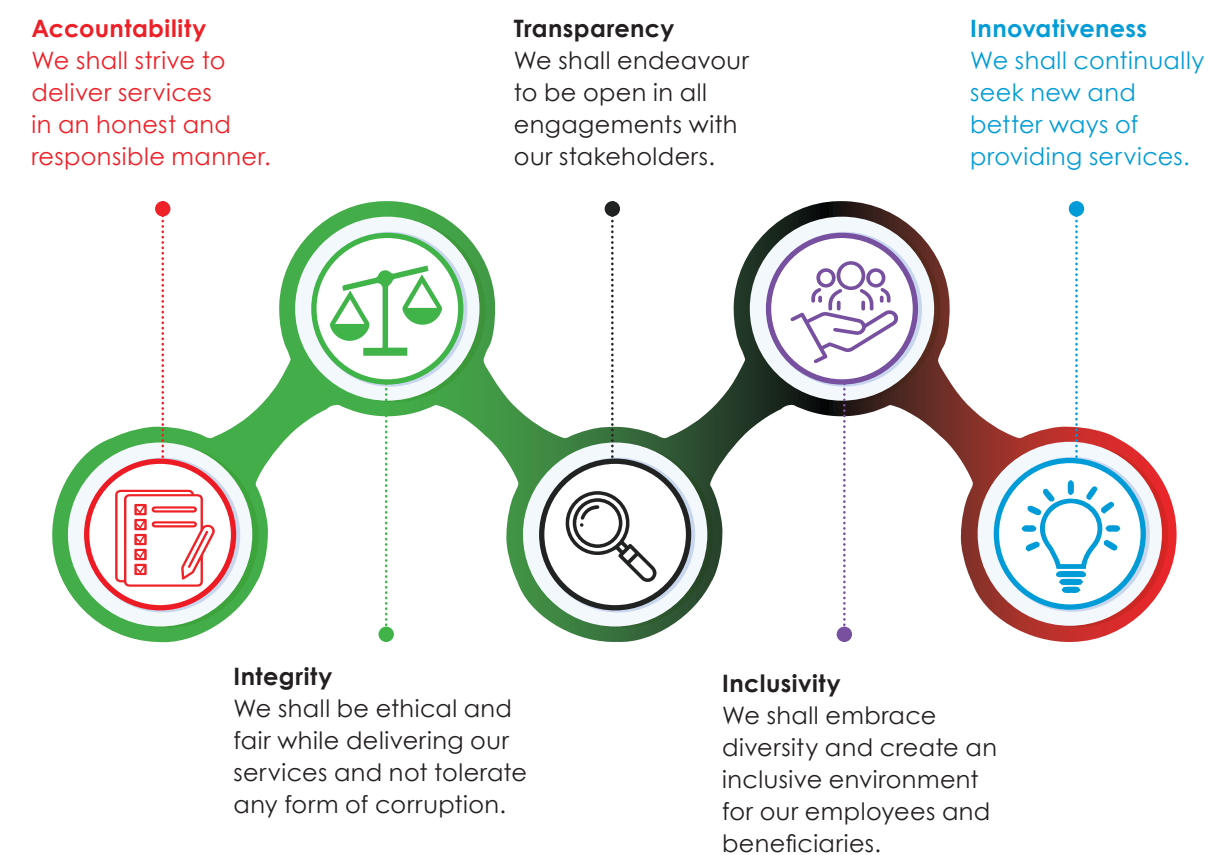 Accountability
We shall strive to
deliver services
in an honest and
responsible manner.
Transparency
We shall endeavour
to be open in all
engagements with
our stakeholders.
Innovativeness
We shall continually
seek new and
better ways of
providing services.
Integrity
We shall be ethical and
fair while delivering our
services and not tolerate
any form of corruption.
Inclusivity
We shall embrace
diversity and create an
inclusive environment
for our employees and
beneficiaries.